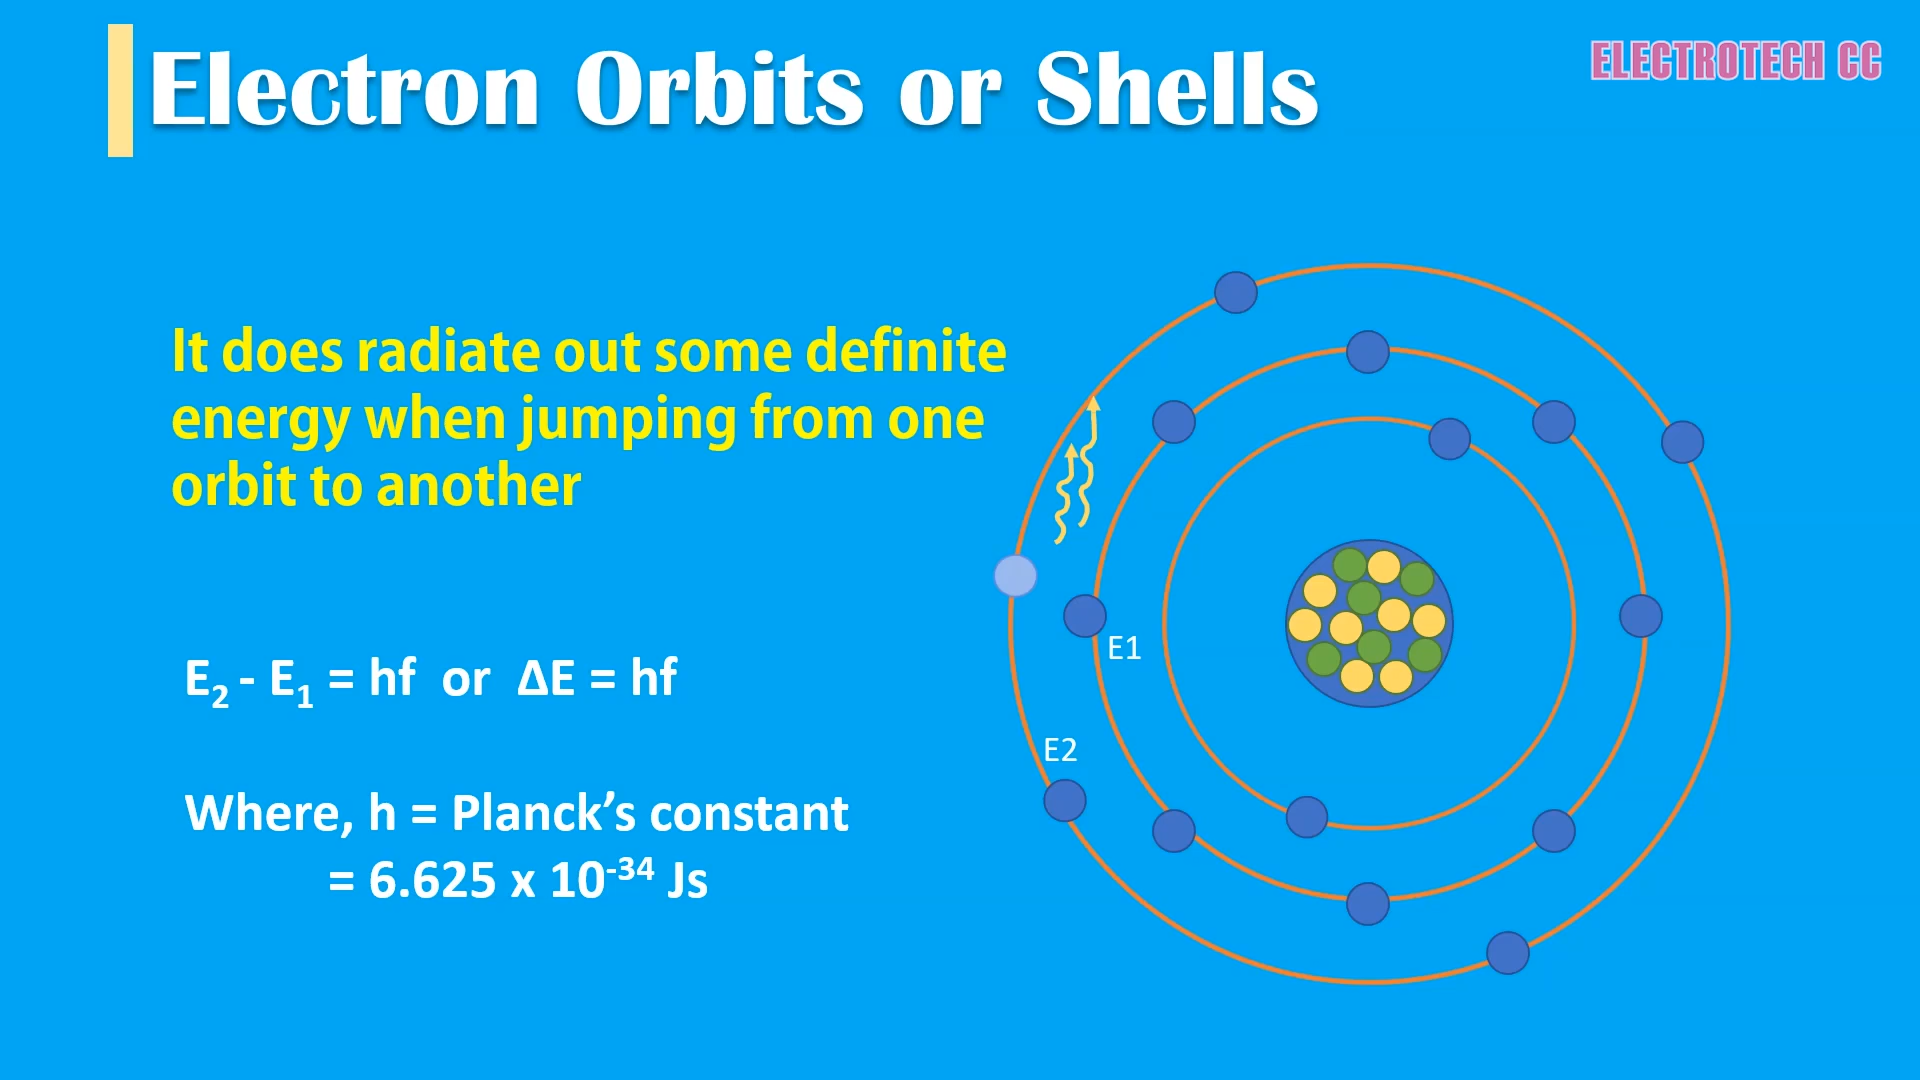 Electron Orbits or Shells
ELECTROTECH CC
It does radiate out some definite
energy when jumping from one
orbit to another
E1
E₂ - E₁ = hf or ΔE = hf
E2
Where, h = Planck’s constant
= 6.625 x 10⁻³⁴ Js